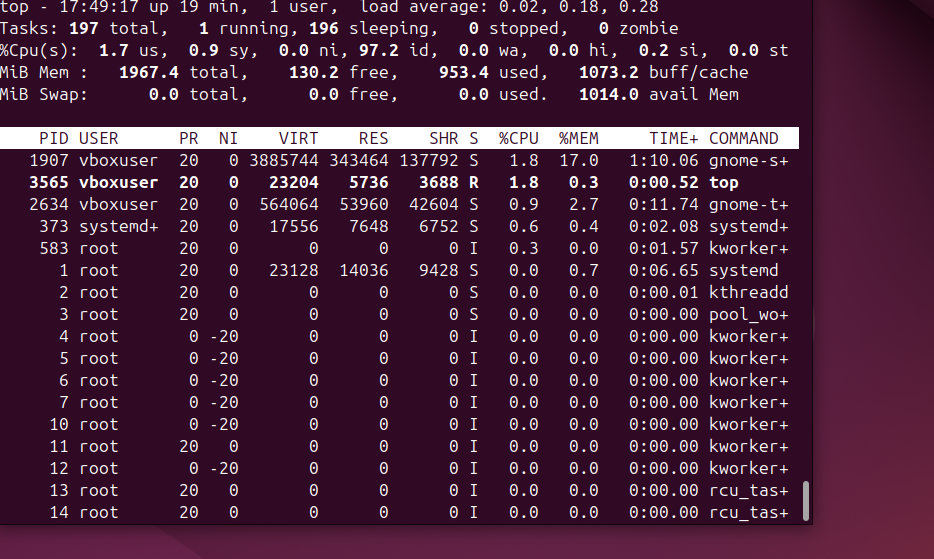 top - 17:49:17 up 19 min,  1 user,  load average: 0.02, 0.18, 0.28
Tasks: 197 total,   1 running, 196 sleeping,   0 stopped,   0 zombie
%Cpu(s):  1.7 us,  0.9 sy,  0.0 ni, 97.2 id,  0.0 wa,  0.0 hi,  0.2 si,  0.0 st
MiB Mem :   1967.4 total,    130.2 free,    953.4 used,   1073.2 buff/cache
MiB Swap:      0.0 total,      0.0 free,      0.0 used.   1014.0 avail Mem
PID USER      PR  NI    VIRT    RES    SHR S  %CPU  %MEM     TIME+ COMMAND
1907 vboxuser  20   0 3885744 343464 137792 S   1.8  17.0   1:10.06 gnome-s+
3565 vboxuser  20   0   23204   5736   3688 R   1.8   0.3   0:00.52 top
2634 vboxuser  20   0  564064  53960  42604 S   0.9   2.7   0:11.74 gnome-t+
373 systemd+  20   0   17556   7648   6752 S   0.6   0.4   0:02.08 systemd+
583 root      20   0       0      0      0 I   0.3   0.0   0:01.57 kworker+
1 root      20   0   23128  14036   9428 S   0.0   0.7   0:06.65 systemd
2 root      20   0       0      0      0 S   0.0   0.0   0:00.01 kthreadd
3 root      20   0       0      0      0 S   0.0   0.0   0:00.00 pool_wo+
4 root       0 -20       0      0      0 I   0.0   0.0   0:00.00 kworker+
5 root       0 -20       0      0      0 I   0.0   0.0   0:00.00 kworker+
6 root       0 -20       0      0      0 I   0.0   0.0   0:00.00 kworker+
7 root       0 -20       0      0      0 I   0.0   0.0   0:00.00 kworker+
10 root       0 -20       0      0      0 I   0.0   0.0   0:00.00 kworker+
11 root      20   0       0      0      0 I   0.0   0.0   0:00.00 kworker+
12 root       0 -20       0      0      0 I   0.0   0.0   0:00.00 kworker+
13 root      20   0       0      0      0 I   0.0   0.0   0:00.00 rcu_tas+
14 root      20   0       0      0      0 I   0.0   0.0   0:00.00 rcu_tas+